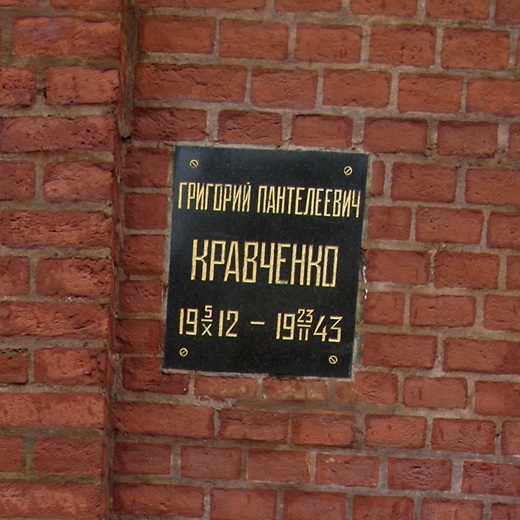 ГРИГОРИЙ ПАНТЕЛЕЕВИЧ
КРАВЧЕНКО
19 5/X 12 – 19 23/II 43